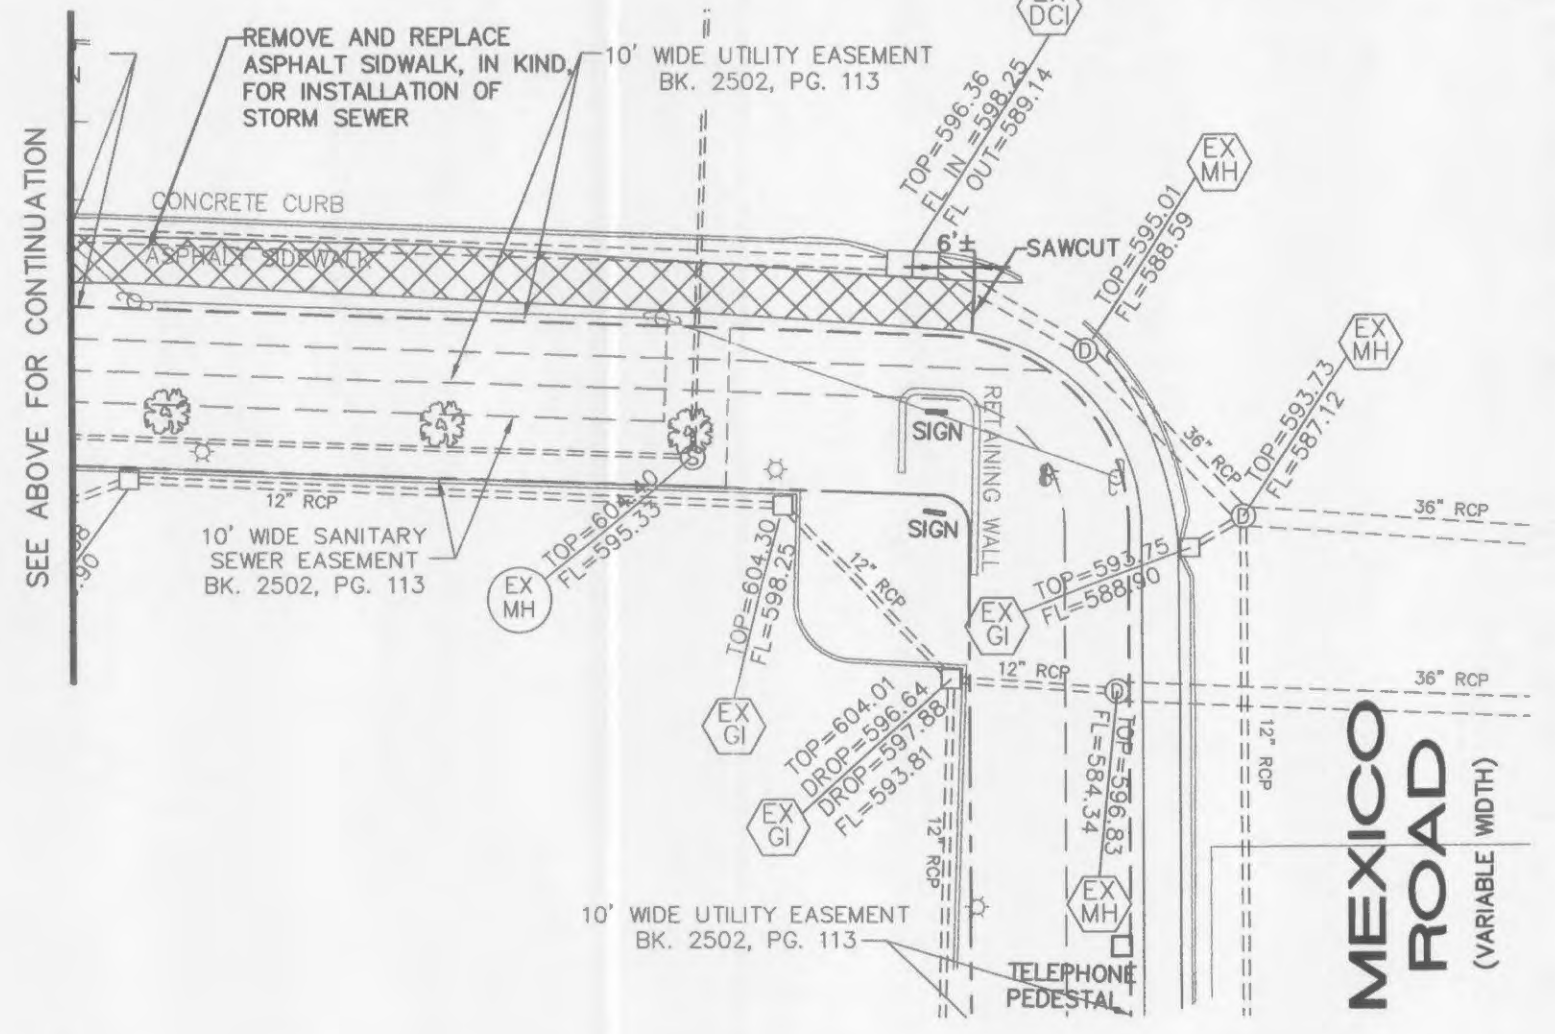 SEE ABOVE FOR CONTINUATION
REMOVE AND REPLACE
ASPHALT SIDWALK, IN KIND,
FOR INSTALLATION OF
STORM SEWER
10' WIDE UTILITY EASEMENT
BK. 2502, PG. 113
DCI
TOP=596.36
FL IN =598.25
FL OUT=589.14
EX
MH
TOP=595.01
FL=588.59
CONCRETE CURB
ASPHALT SIDEWALK
6'±
SAWCUT
EX
MH
TOP=593.73
FL=587.12
36" RCP
SIGN
SIGN
RETAINING WALL
12" RCP
10' WIDE SANITARY
SEWER EASEMENT
BK. 2502, PG. 113
TOP=604.40
FL=595.33
EX
MH
TOP=604.30
FL=598.25
EX
GI
12" RCP
TOP=593.75
FL=588.90
EX
GI
36" RCP
12" RCP
36" RCP
TOP=604.01
DROP=596.64
DROP=597.88
FL=593.81
EX
GI
12" RCP
TOP=596.83
FL=584.34
EX
MH
12" RCP
10' WIDE UTILITY EASEMENT
BK. 2502, PG. 113
TELEPHONE
PEDESTAL
MEXICO
ROAD
(VARIABLE WIDTH)